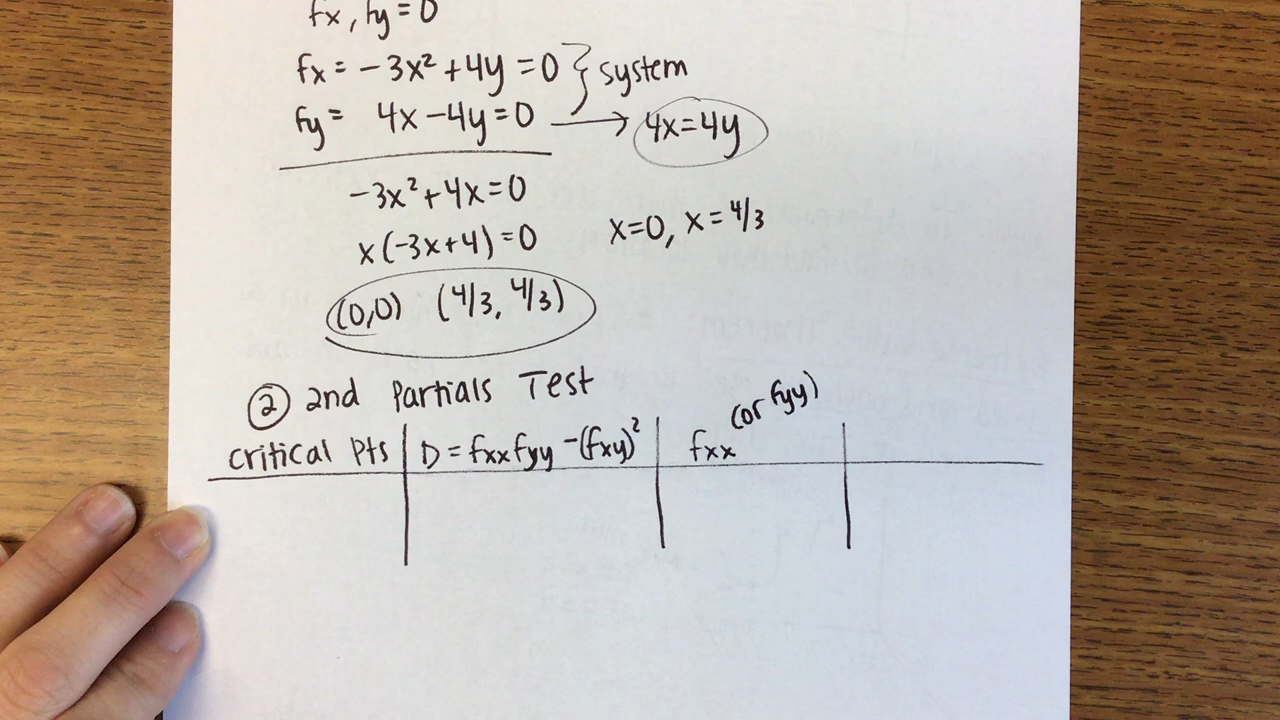 fx, fy = 0
fx = -3x² + 4y = 0 } system
fy = 4x - 4y = 0 → 4x = 4y
-3x² + 4x = 0
x(-3x+4) = 0 x=0, x = 4/3
(0,0) (4/3, 4/3)
② 2nd Partials Test
critical Pts | D = fxxfyy - (fxy)² | fxx (or fyy) |